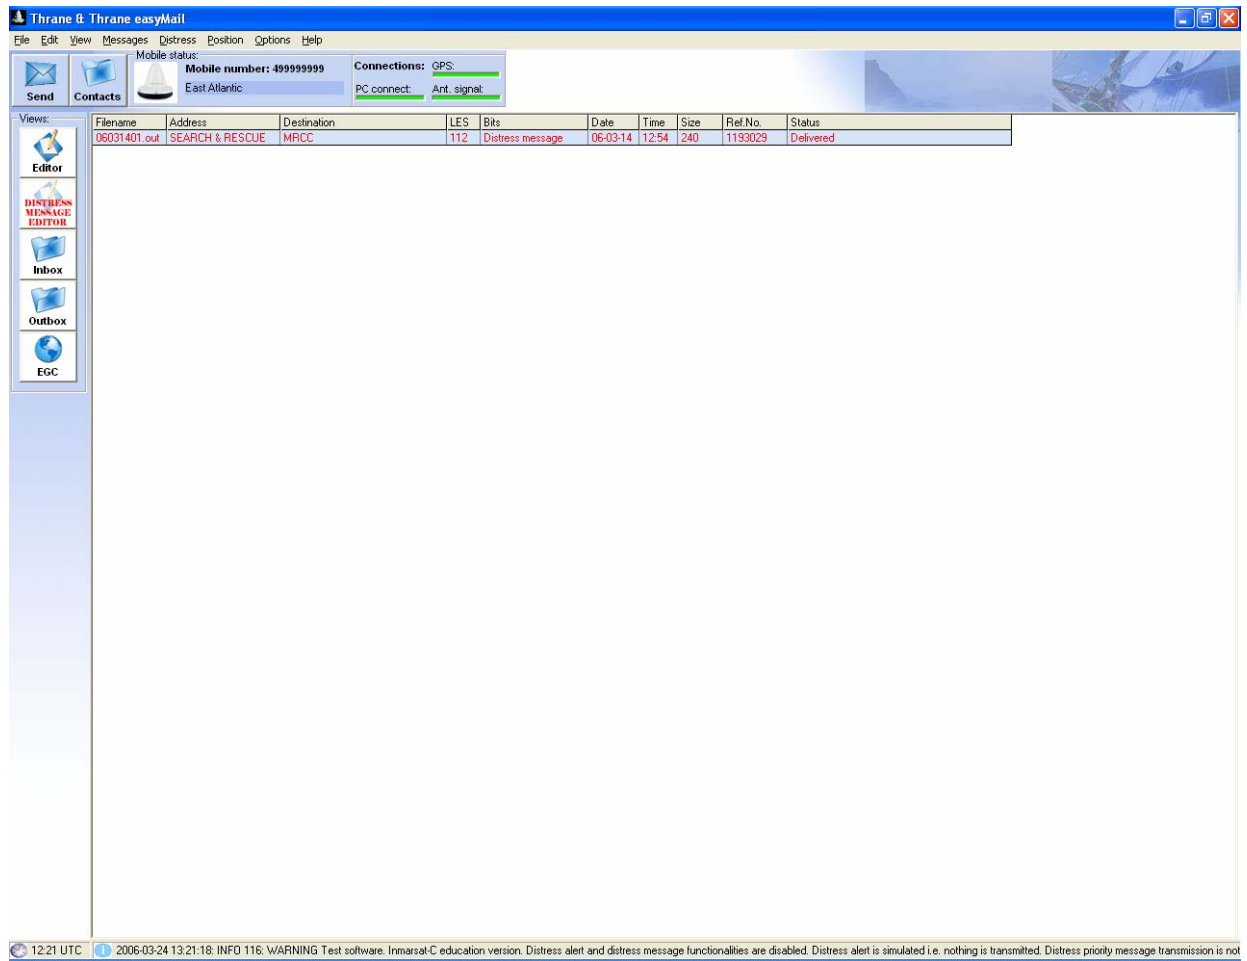 Thrane & Thrane easyMail
File Edit View Messages Distress Position Options Help
Mobile status:
Mobile number: 499999999
East Atlantic
Connections: GPS:
PC connect: Ant. signal:
Send Contacts
Views:
Editor
DISTRESS
MESSAGE
EDITOR
Inbox
Outbox
EGC
Filename Address Destination LES Bits Date Time Size Ref.No. Status
06031401.out SEARCH & RESCUE MRCC 112 Distress message 06-03-14 12:54 240 1193029 Delivered
12:21 UTC 2006-03-24 13:21:18: INFO 116: WARNING Test software. Inmarsat-C education version. Distress alert and distress message functionalities are disabled. Distress alert is simulated i.e. nothing is transmitted. Distress priority message transmission is not